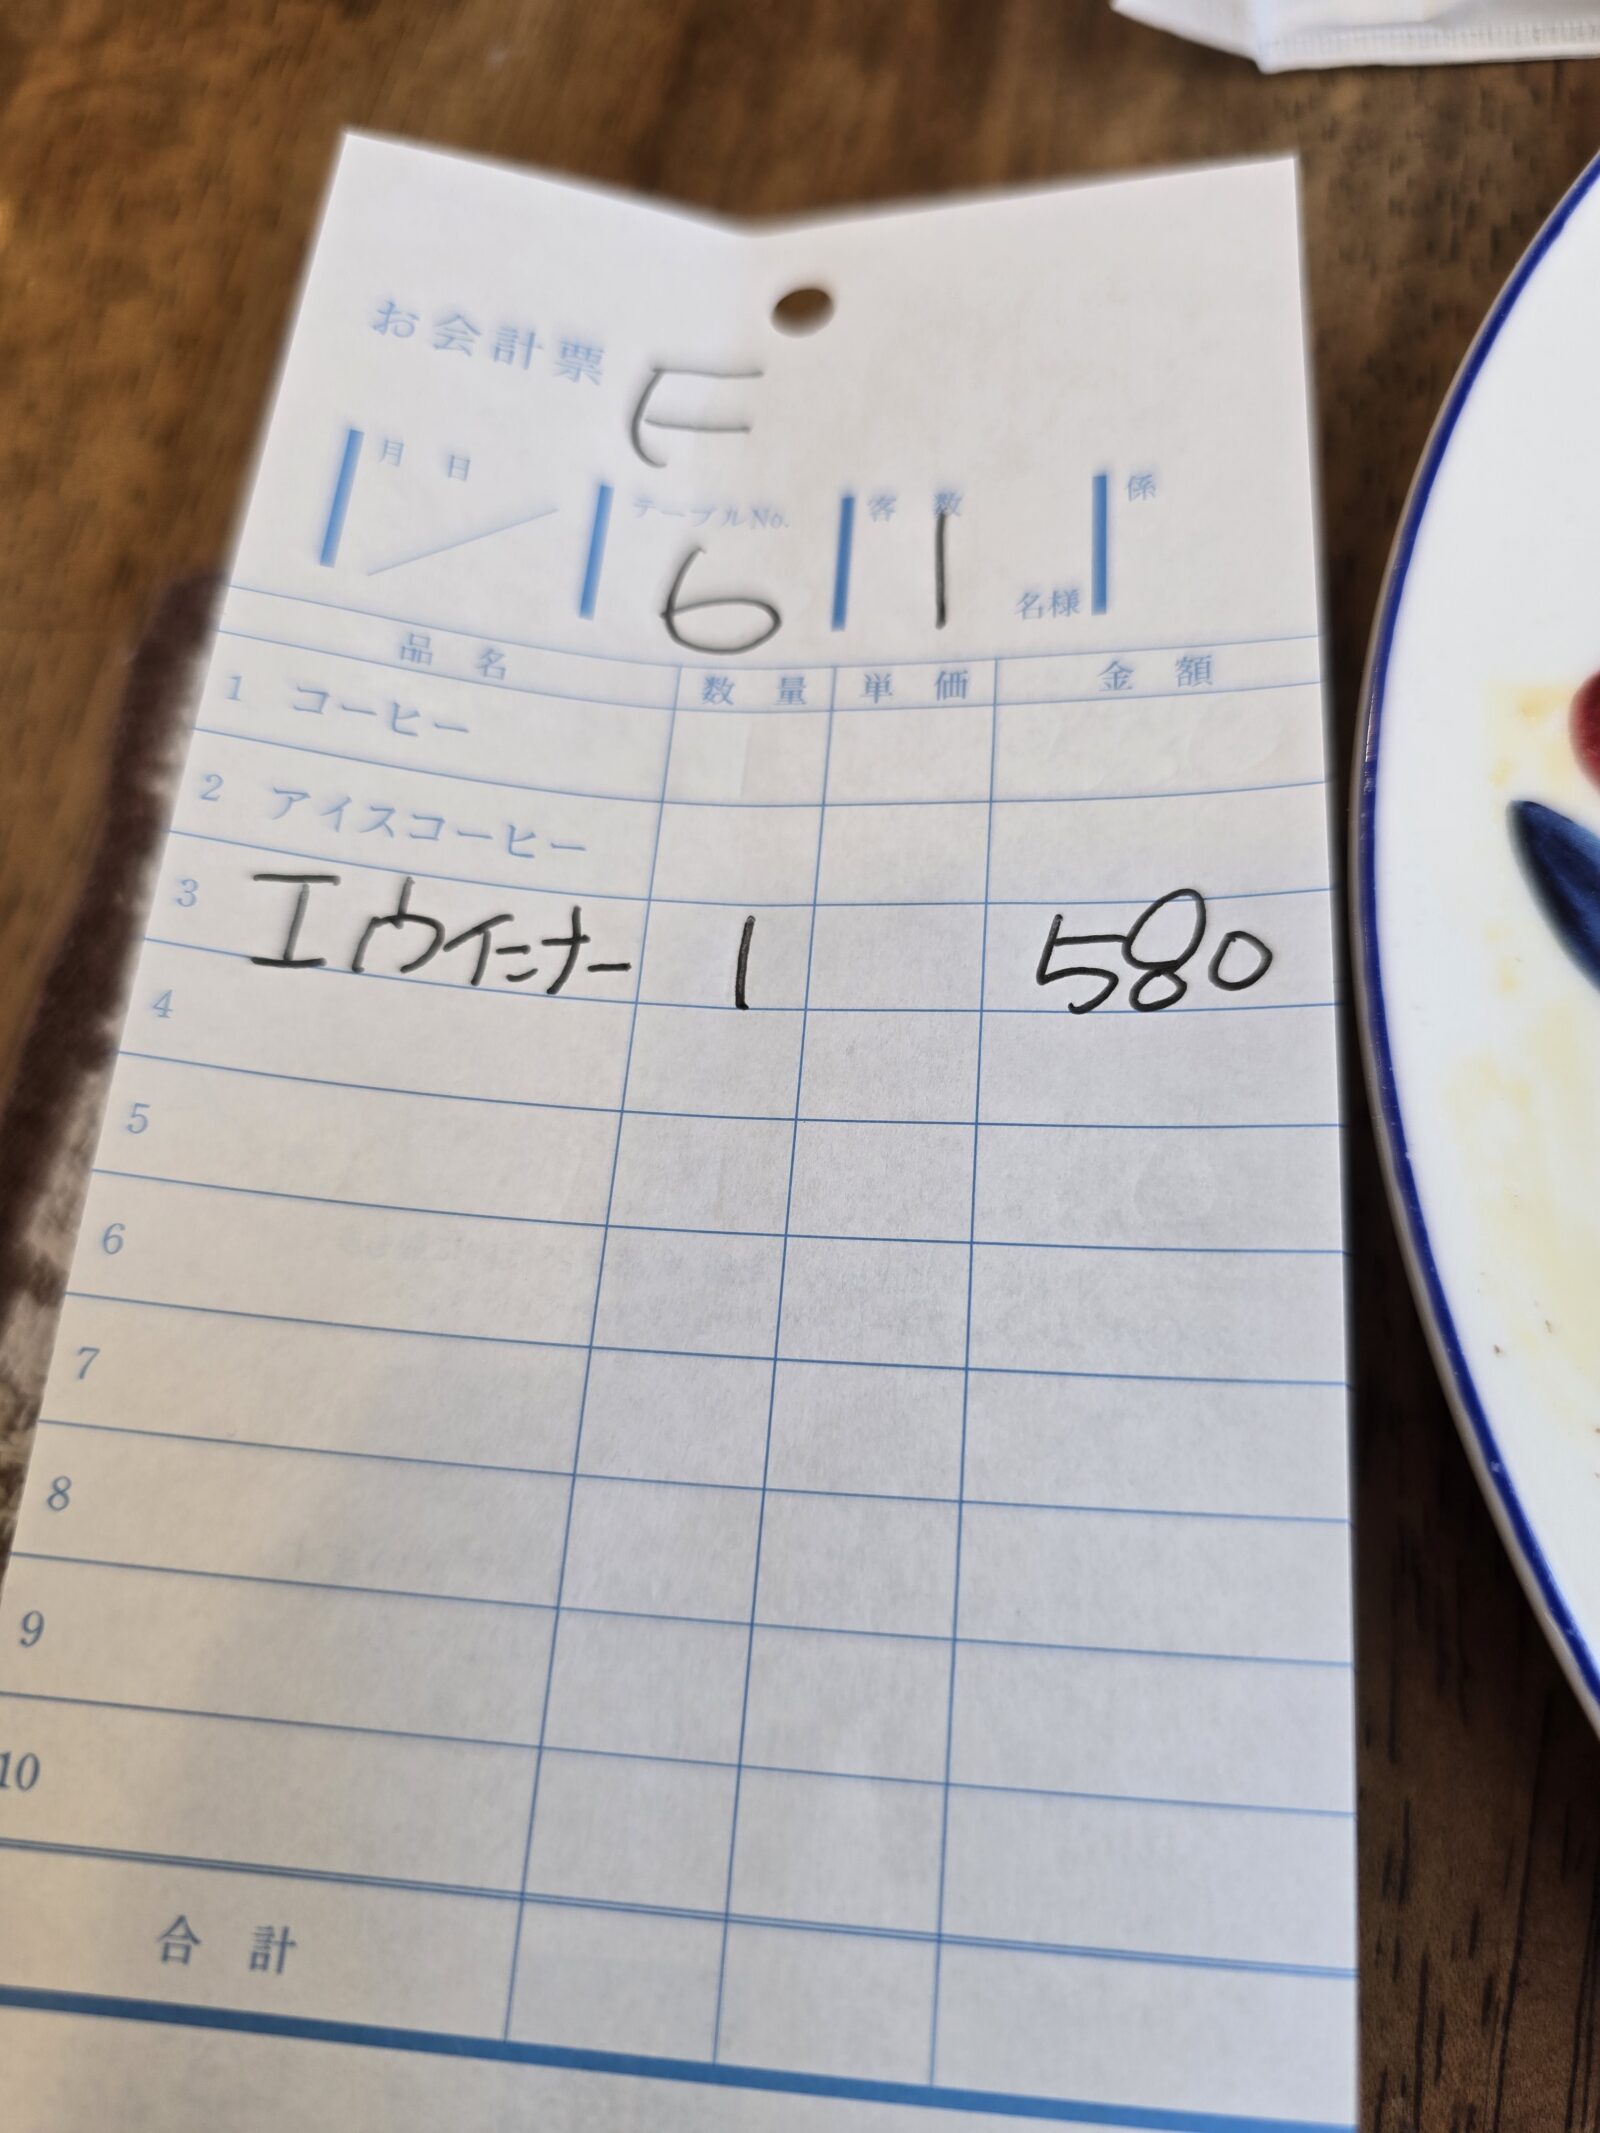 お会計票 E
月 日 テーブルNo. 6 客数 1 名様 係
品名 数量 単価 金額
1 コーヒー
2 アイスコーヒー
3 エウインナー 1 580
4
5
6
7
8
9
10
合計